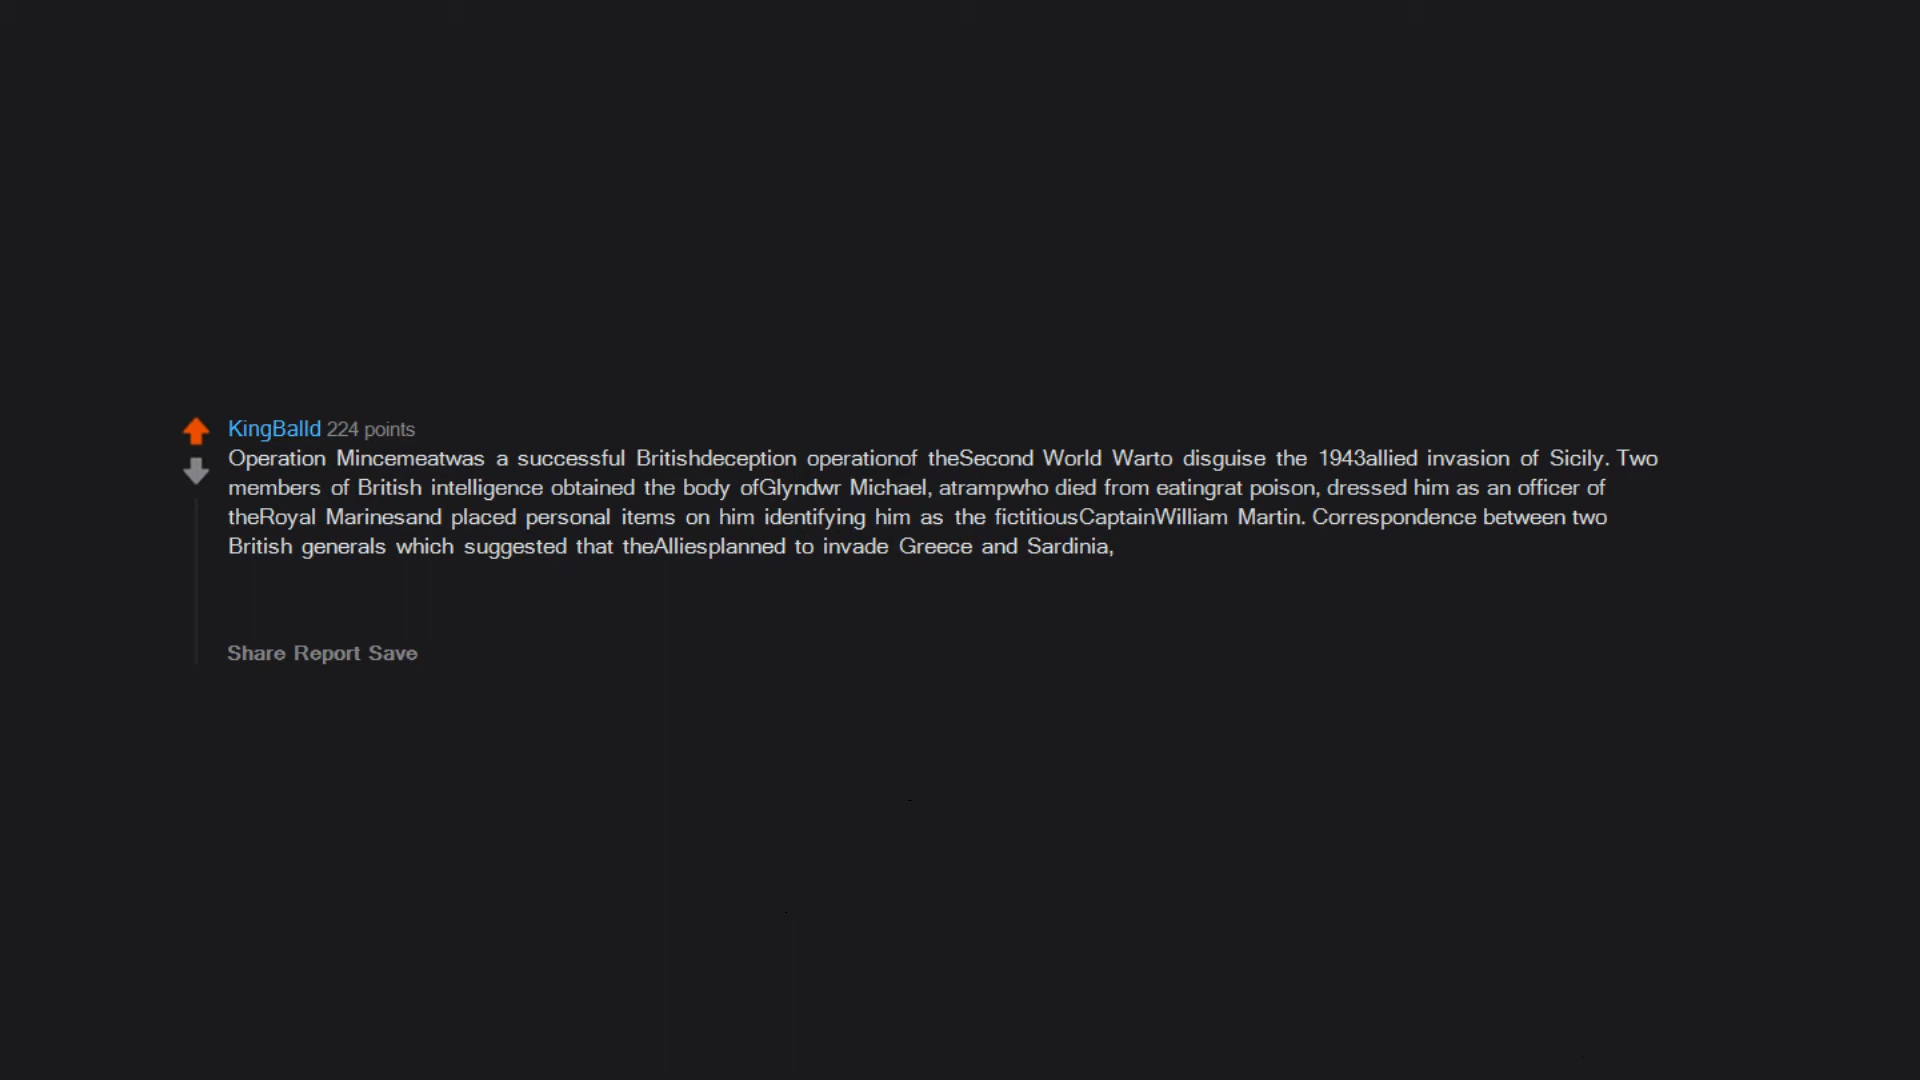 KingBalld 224 points
Operation Mincemeatwas a successful Britishdeception operationof theSecond World Warto disguise the 1943allied invasion of Sicily. Two
members of British intelligence obtained the body ofGlyndwr Michael, atrampwho died from eatingrat poison, dressed him as an officer of
theRoyal Marinesand placed personal items on him identifying him as the fictitiousCaptainWilliam Martin. Correspondence between two
British generals which suggested that theAlliesplanned to invade Greece and Sardinia,
Share Report Save